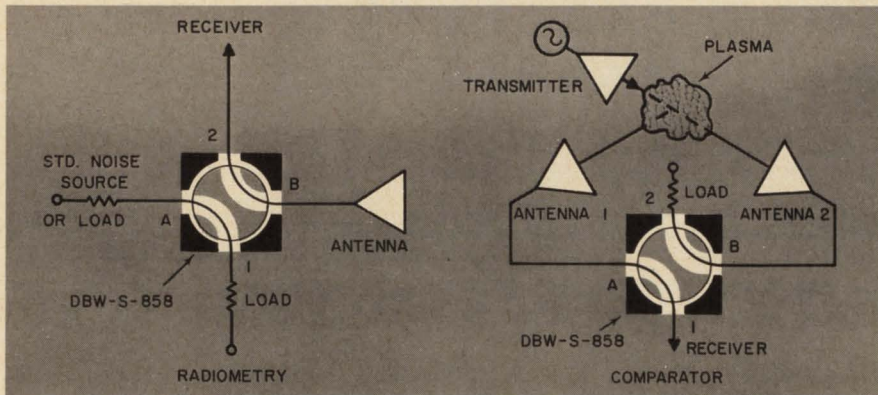 RECEIVER
2
STD. NOISE
SOURCE
OR LOAD
A
B
ANTENNA
1
DBW-S-858
LOAD
RADIOMETRY
PLASMA
TRANSMITTER
2
LOAD
ANTENNA 1
ANTENNA 2
B
A
1
DBW-S-858
RECEIVER
COMPARATOR